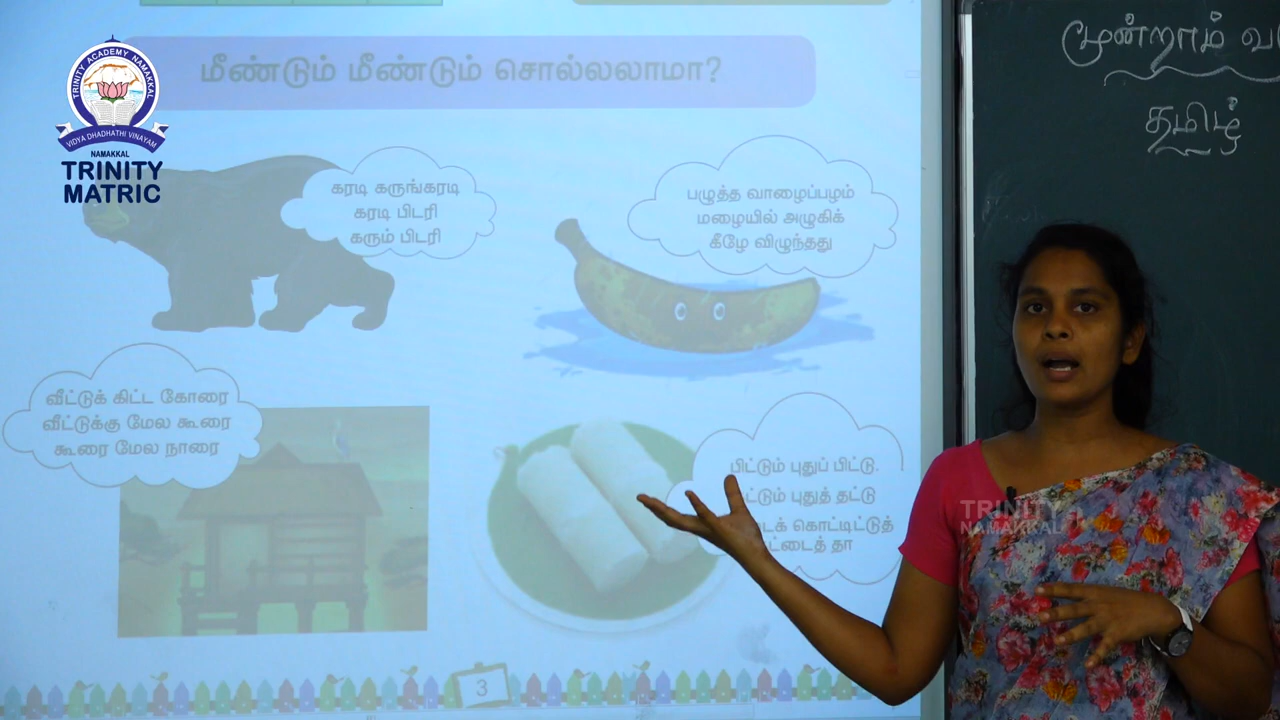 TRINITY ACADEMY NAMAKKAL
VIDYA DHADHATHI VINAYAM
NAMAKKAL
TRINITY
MATRIC
மீண்டும் மீண்டும் சொல்லலாமா?
கரடி கருங்கரடி
கரடி பிடரி
கரும் பிடரி
பழுத்த வாழைப்பழம்
மழையில் அழுகிக்
கீழே விழுந்தது
வீட்டுக் கிட்ட கோரை
வீட்டுக்கு மேல கூரை
கூரை மேல நாரை
பிட்டும் புதுப் பிட்டு.
புதுத் தட்டு
கொட்டிட்டுத்
தா
3
மூன்றாம்
தமிழ்
TRINITY
NAMAKKAL